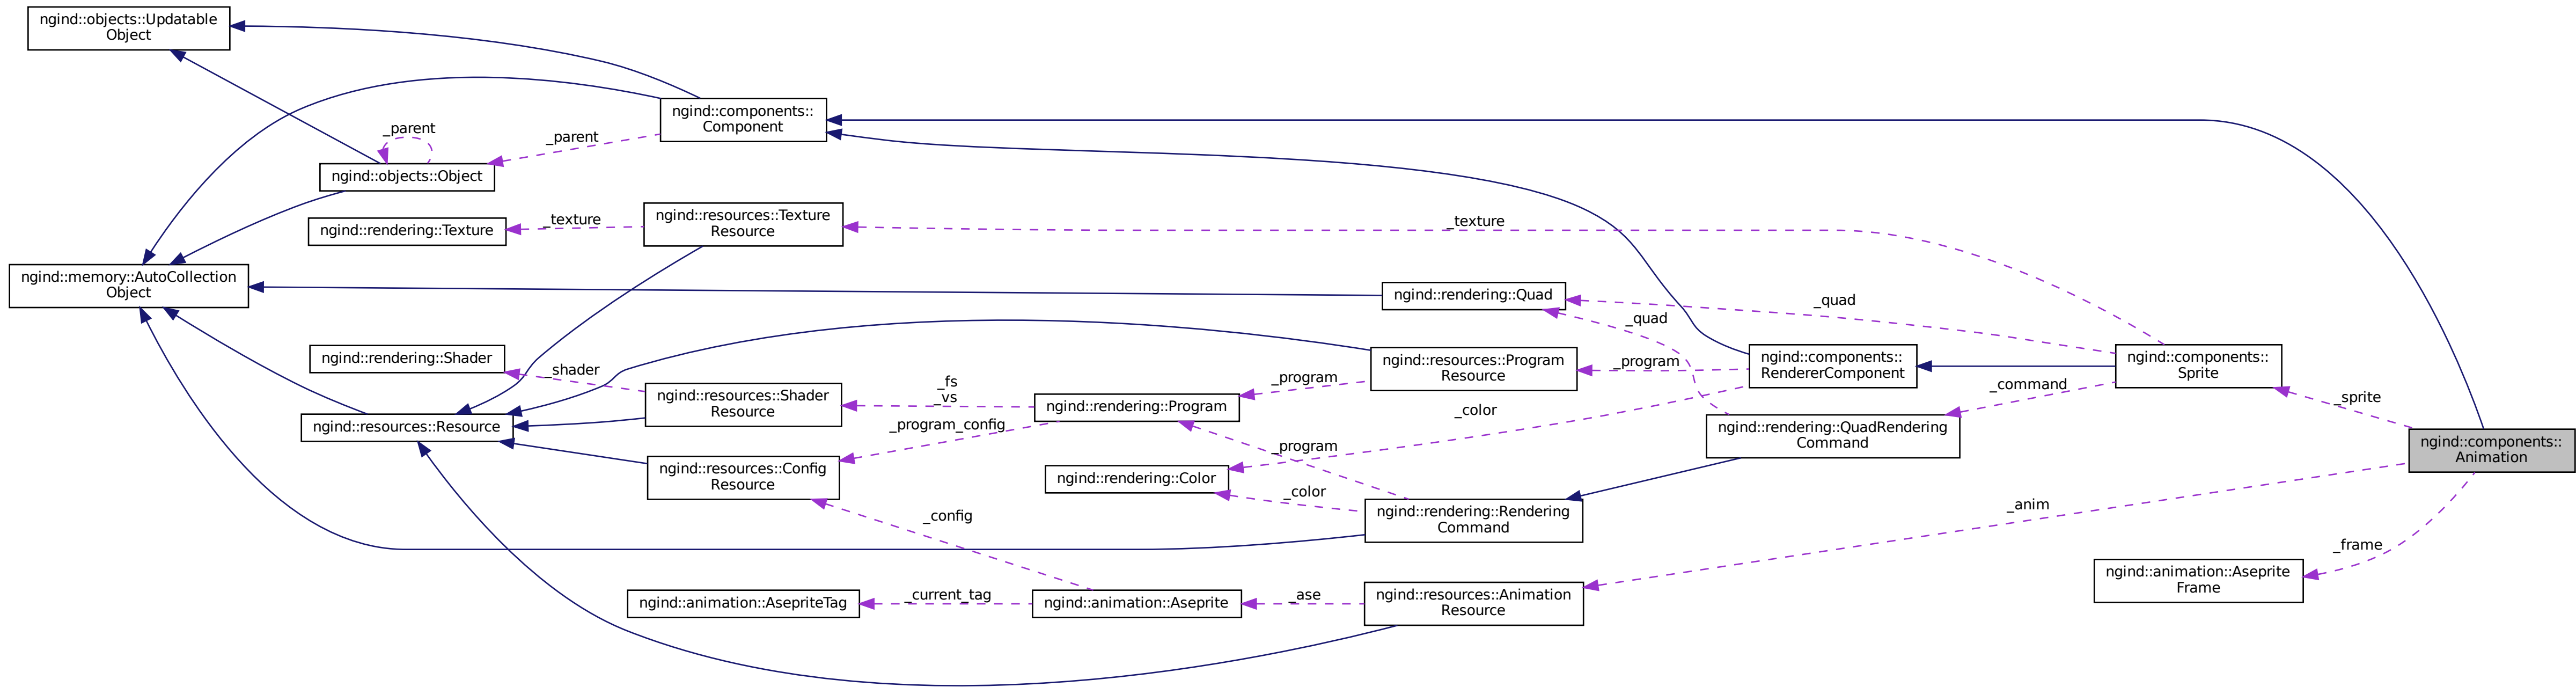 ngind::objects::Updatable
Object
ngind::components::
Component
_parent
_parent
ngind::objects::Object
ngind::resources::Texture
Resource
_texture
ngind::rendering::Texture
_texture
ngind::memory::AutoCollection
Object
ngind::rendering::Quad
_quad
_quad
ngind::rendering::Shader
_shader
ngind::resources::Program
Resource
_program
ngind::components::
RendererComponent
ngind::components::
Sprite
_program
_fs
_vs
ngind::resources::Shader
Resource
ngind::rendering::Program
_command
_sprite
_color
ngind::resources::Resource
_program_config
ngind::rendering::QuadRendering
Command
ngind::components::
Animation
_program
ngind::resources::Config
Resource
ngind::rendering::Color
_color
_config
ngind::rendering::Rendering
Command
_anim
_frame
ngind::animation::Aseprite
Frame
ngind::animation::AsepriteTag
_current_tag
ngind::animation::Aseprite
_ase
ngind::resources::Animation
Resource